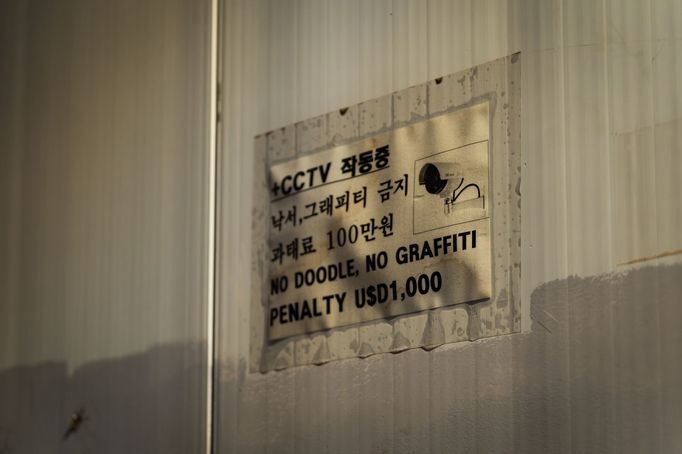 +CCTV 작동중
낙서,그래피티 금지
과태료 100만원
NO DOODLE, NO GRAFFITI
PENALTY U$D1,000